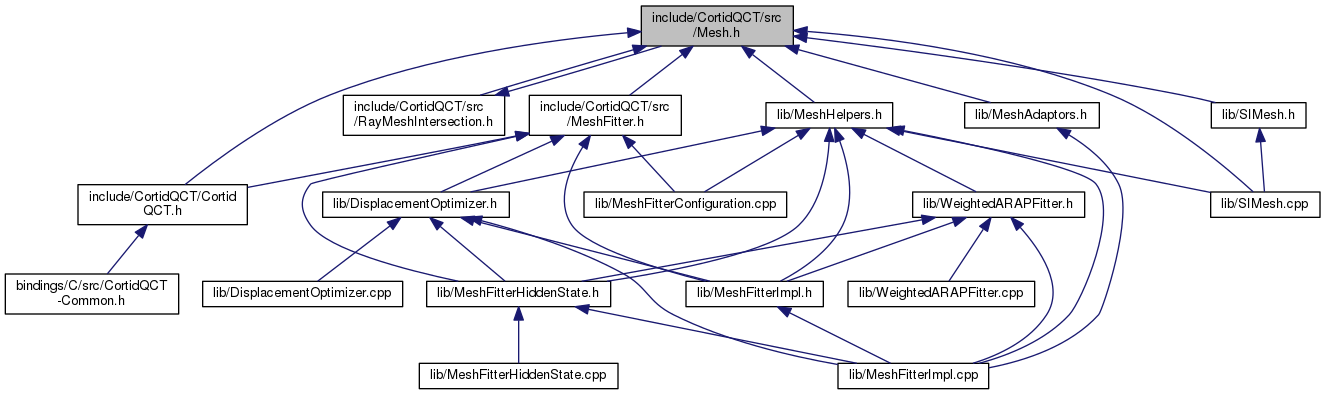 include/CortidQCT/src
/Mesh.h
include/CortidQCT/src
/RayMeshIntersection.h
include/CortidQCT/src
/MeshFitter.h
lib/MeshHelpers.h
lib/MeshAdaptors.h
lib/SIMesh.h
include/CortidQCT/Cortid
QCT.h
lib/DisplacementOptimizer.h
lib/MeshFitterConfiguration.cpp
lib/WeightedARAPFitter.h
lib/SIMesh.cpp
bindings/C/src/CortidQCT
-Common.h
lib/DisplacementOptimizer.cpp
lib/MeshFitterHiddenState.h
lib/MeshFitterImpl.h
lib/WeightedARAPFitter.cpp
lib/MeshFitterHiddenState.cpp
lib/MeshFitterImpl.cpp